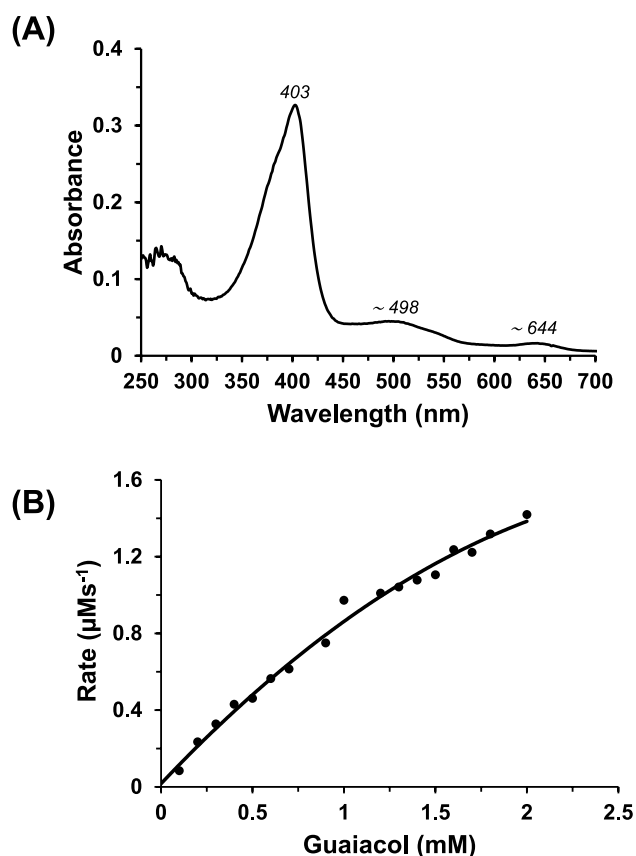 (A)
0.4
0.3
0.2
0.1
0
Absorbance
403
~ 498
~ 644
250 300 350 400 450 500 550 600 650 700
Wavelength (nm)
(B)
1.6
1.2
0.8
0.4
0
Rate (µMs⁻¹)
0 0.5 1 1.5 2 2.5
Guaiacol (mM)